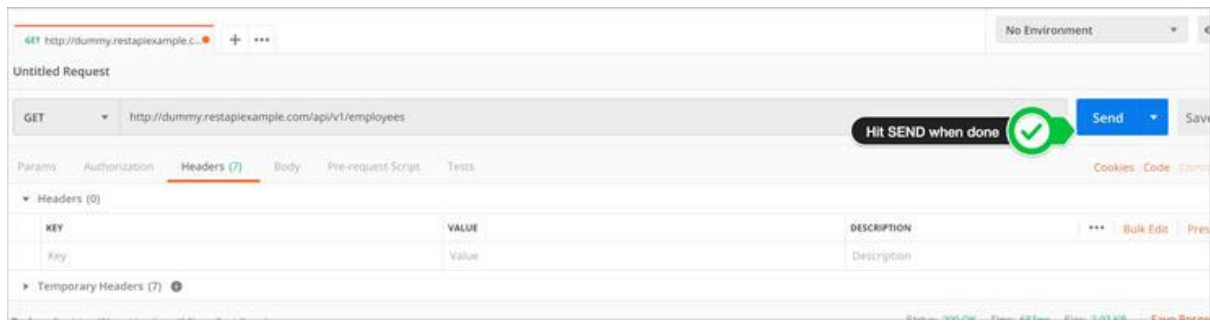 GET http://dummy.restapiexample.c... + •••
No Environment
Untitled Request
GET http://dummy.restapiexample.com/api/v1/employees
Hit SEND when done
Send
Save
Params Authorization Headers (7) Body Pre-request Script Tests
Cookies Code
Headers (0)
KEY VALUE DESCRIPTION ••• Bulk Edit Pres
Key Value Description
Temporary Headers (7)